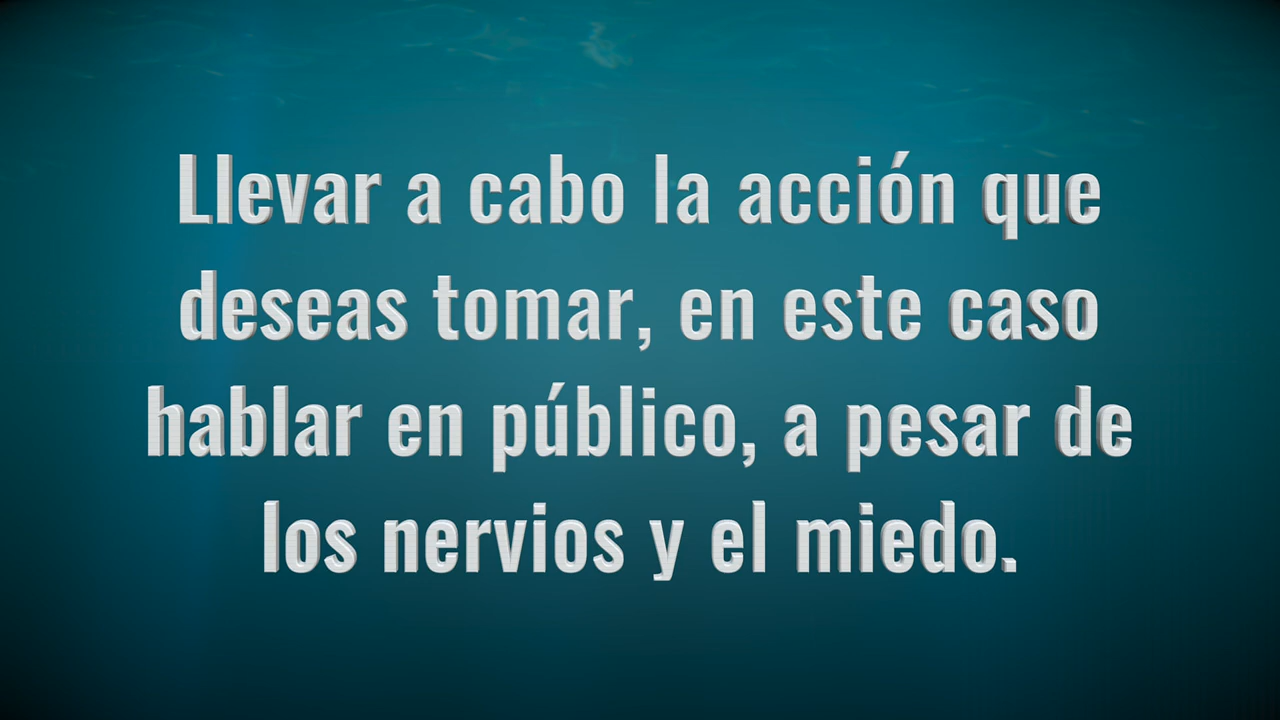 Llevar a cabo la acción que
deseas tomar, en este caso
hablar en público, a pesar de
los nervios y el miedo.